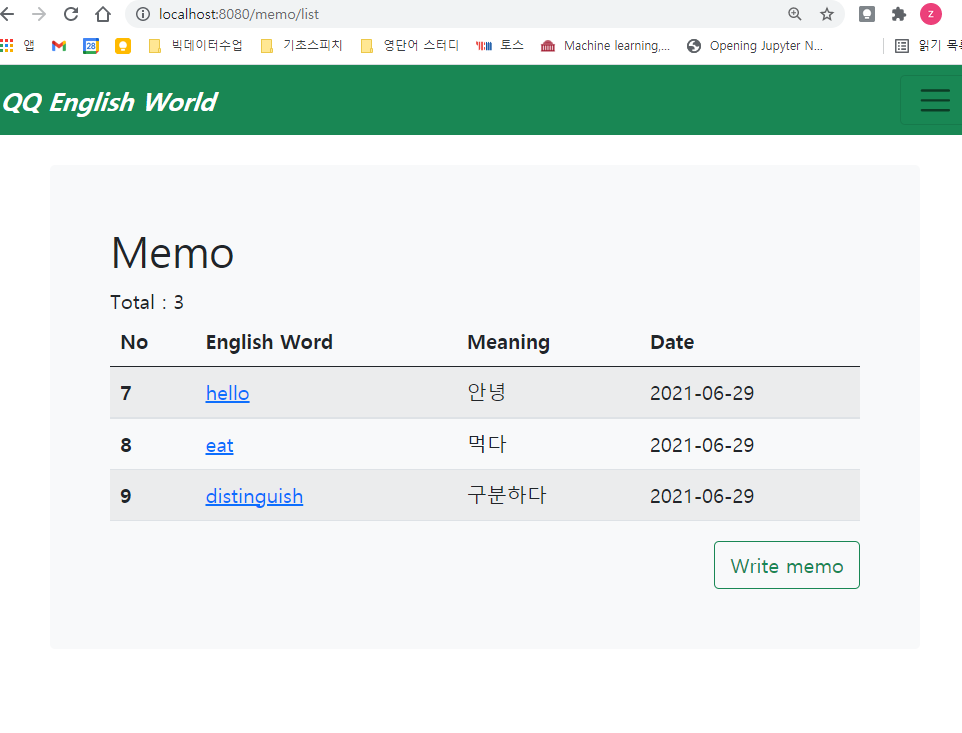 localhost:8080/memo/list
z
앱
28
빅데이터수업
기초스피치
영단어 스터디
토스
Machine learning,...
Opening Jupyter N...
읽기 목록
QQ English World
Memo
Total : 3
No English Word Meaning Date
7 hello 안녕 2021-06-29
8 eat 먹다 2021-06-29
9 distinguish 구분하다 2021-06-29
Write memo